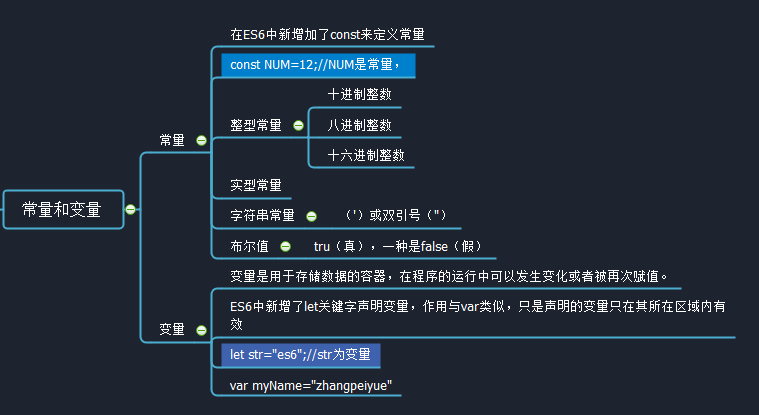 常量和变量
常量
在ES6中新增加了const来定义常量
const NUM=12;//NUM是常量，
整型常量
十进制整数
八进制整数
十六进制整数
实型常量
字符串常量
（'）或双引号（"）
布尔值
tru（真），一种是false（假）
变量
变量是用于存储数据的容器，在程序的运行中可以发生变化或者被再次赋值。
ES6中新增了let关键字声明变量，作用与var类似，只是声明的变量只在其所在区域内有
效
let str="es6";//str为变量
var myName="zhangpeiyue"